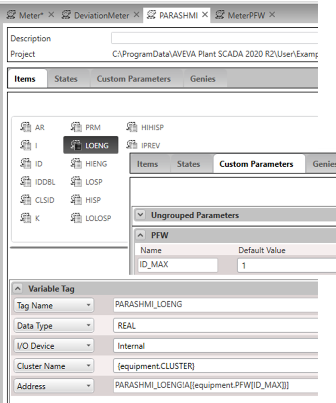 Meter* × DeviationMeter × PARASHMI × MeterPFW ×
Description
Project C:\ProgramData\AVEVA Plant SCADA 2020 R2\User\Examp
Items States Custom Parameters Genies
AR PRM HIHISP
I LOENG IPREV
ID HIENG
IDDBL LOSP
CLSID HISP
K LOLOSP
Items States Custom Parameters Genies
Ungrouped Parameters
PFW
Name Default Value
ID_MAX 1
Variable Tag
Tag Name PARASHMI_LOENG
Data Type REAL
I/O Device Internal
Cluster Name {equipment.CLUSTER}
Address PARASHMI_LOENG!A[{equipment.PFW[ID_MAX]}]